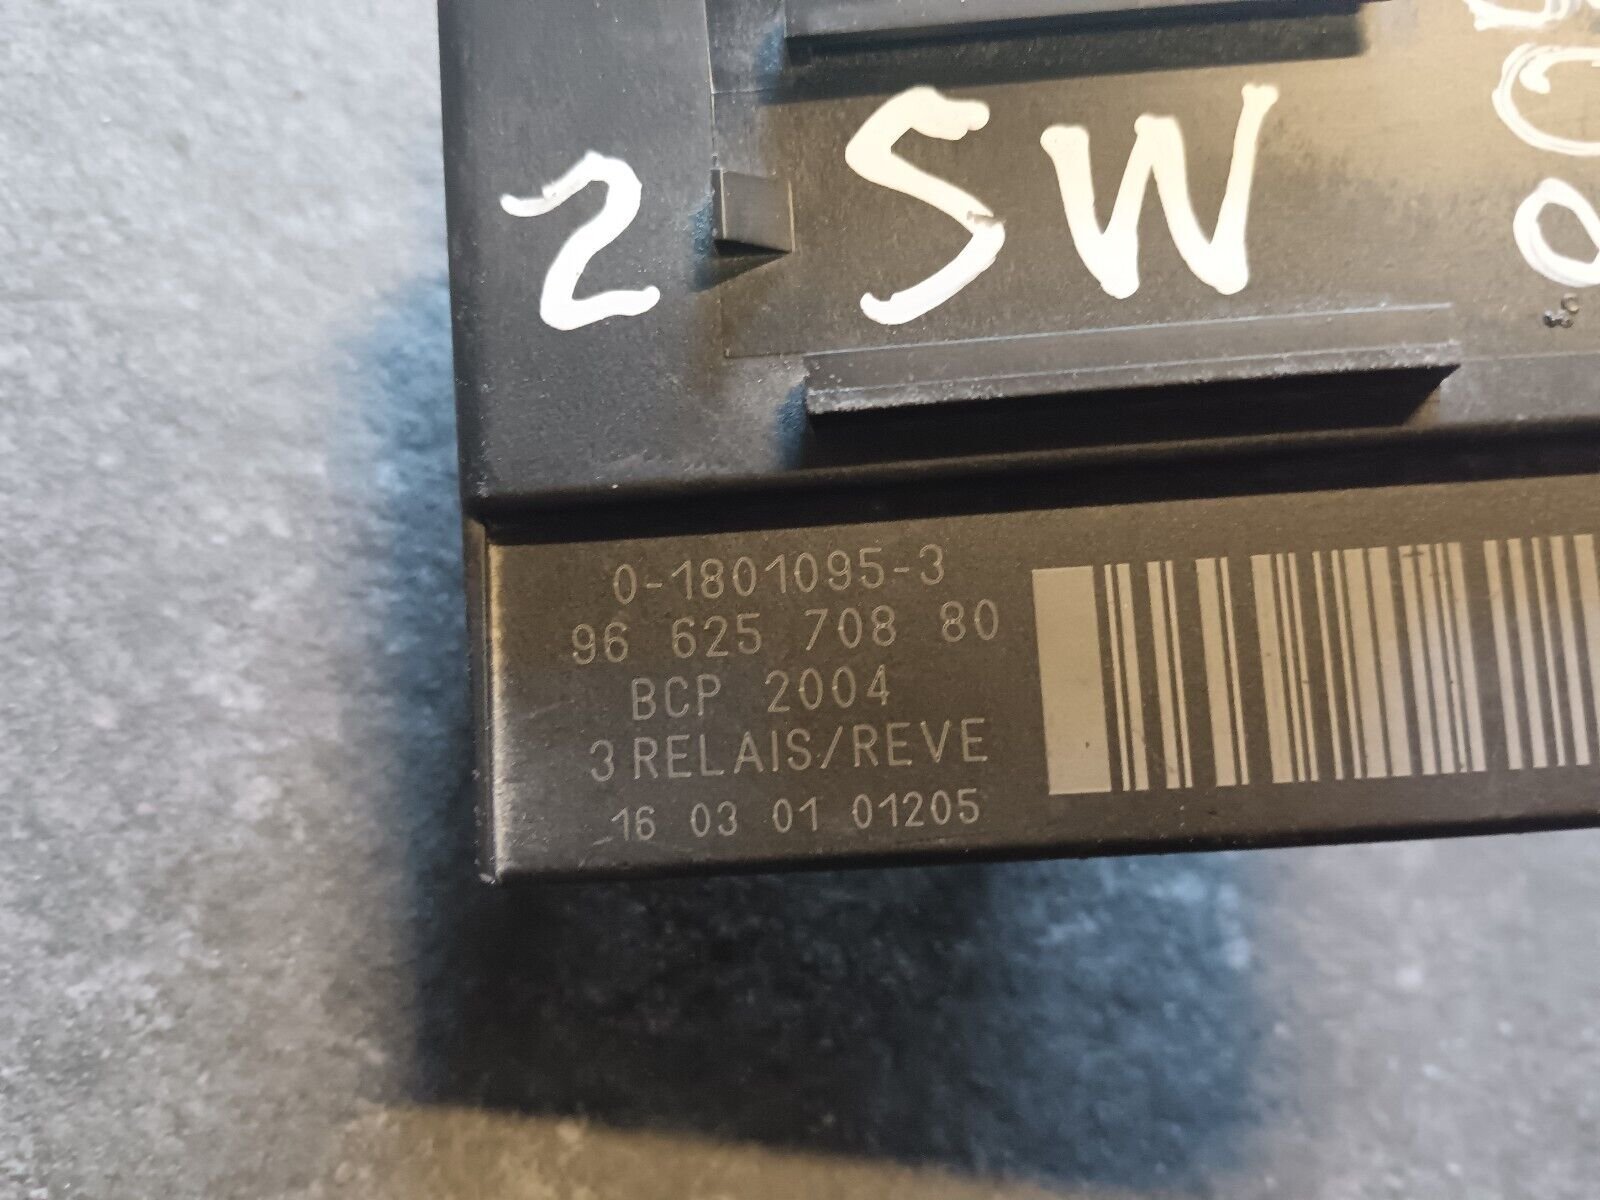 2 SW
0-1801095-3
96 625 708 80
BCP 2004
3 RELAIS/REVE
16 03 01 01205